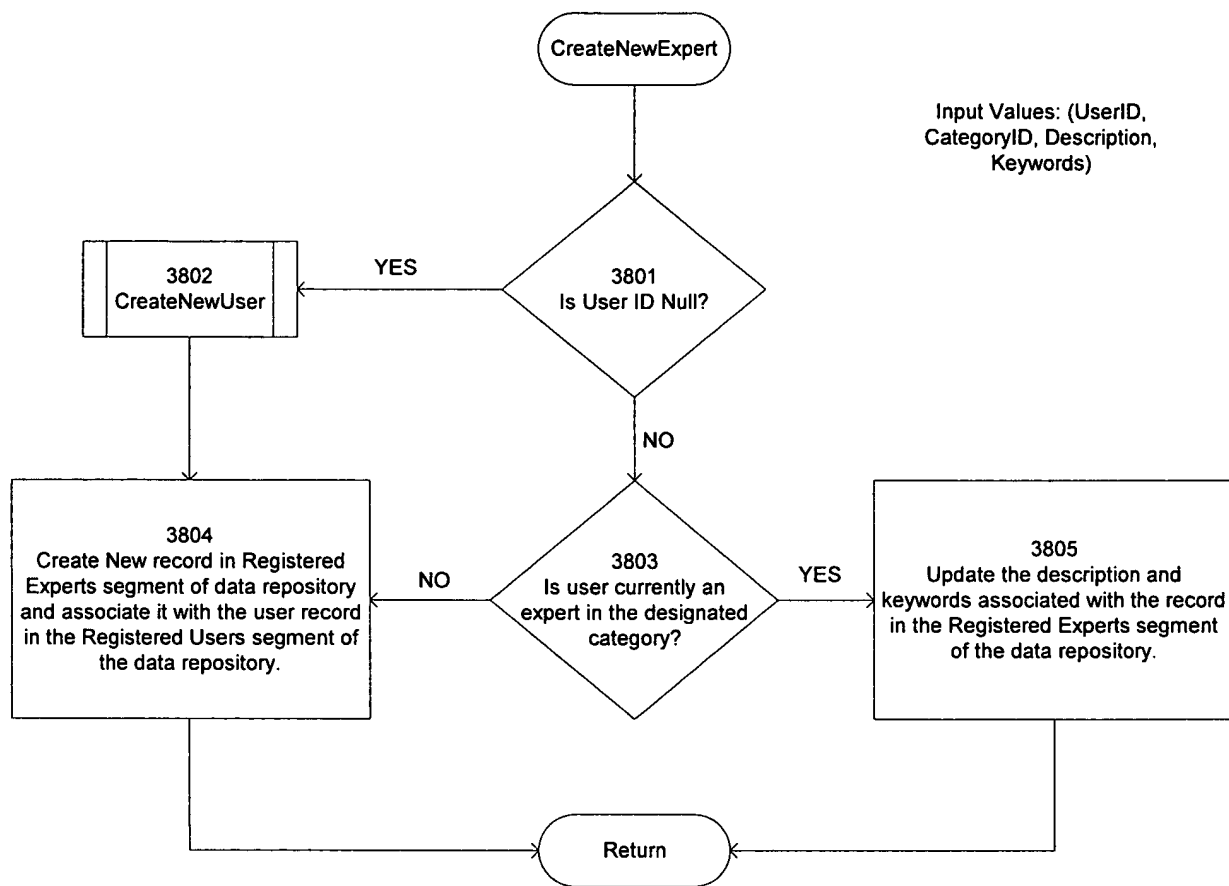 CreateNewExpert
Input Values: (UserID,
CategoryID, Description,
Keywords)
3802
CreateNewUser
YES
3801
Is User ID Null?
NO
3804
Create New record in Registered
Experts segment of data repository
and associate it with the user record
in the Registered Users segment of
the data repository.
NO
3803
Is user currently an
expert in the designated
category?
YES
3805
Update the description and
keywords associated with the record
in the Registered Experts segment
of the data repository.
Return